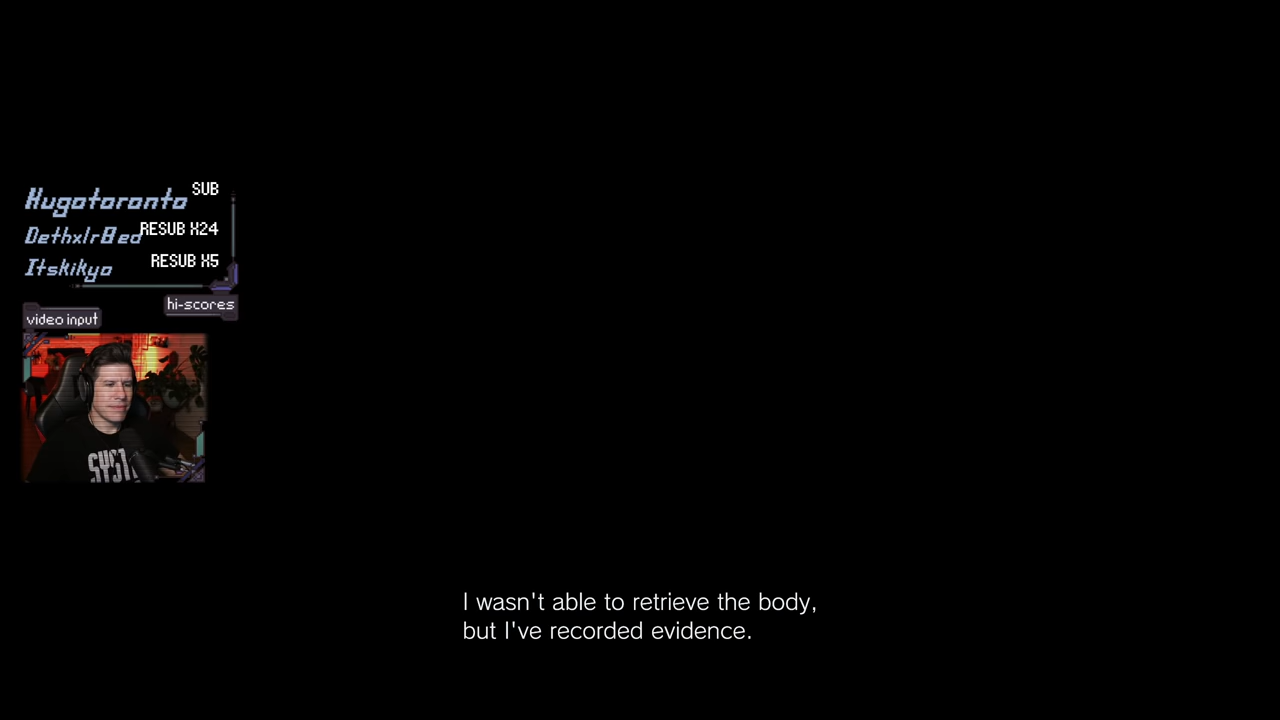 Hugotoronto SUB
Dethxlr8ed RESUB X24
Itskikyo RESUB X5
hi-scores
video input
SYST
I wasn't able to retrieve the body,
but I've recorded evidence.